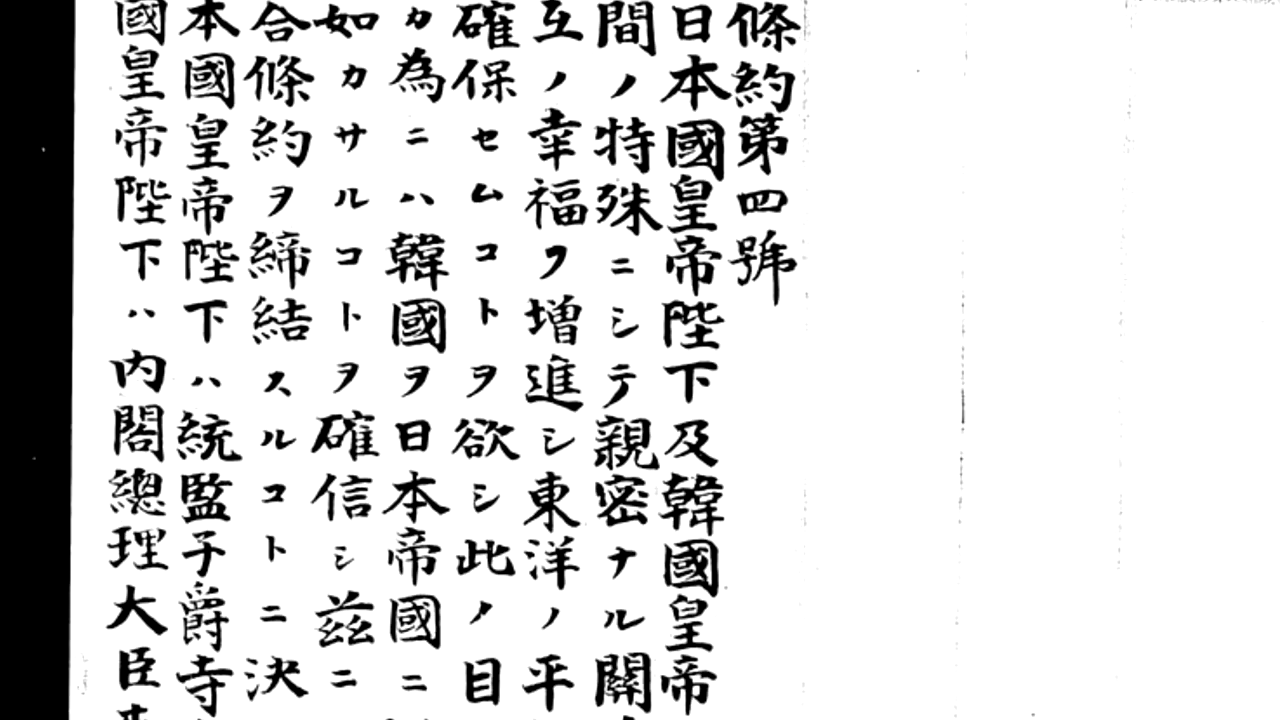 條約第四號
日本國皇帝陛下及韓國皇帝
間ノ特殊ニシテ親密ナル關
互ノ幸福ヲ增進シ東洋ノ平
確保セムコトヲ欲シ此ノ目
カ為ニハ韓國ヲ日本帝國ニ
如カサルコトヲ確信シ茲ニ
合條約ヲ締結スルコトニ決
本國皇帝陛下ハ統監子爵寺
國皇帝陛下ハ内閣總理大臣